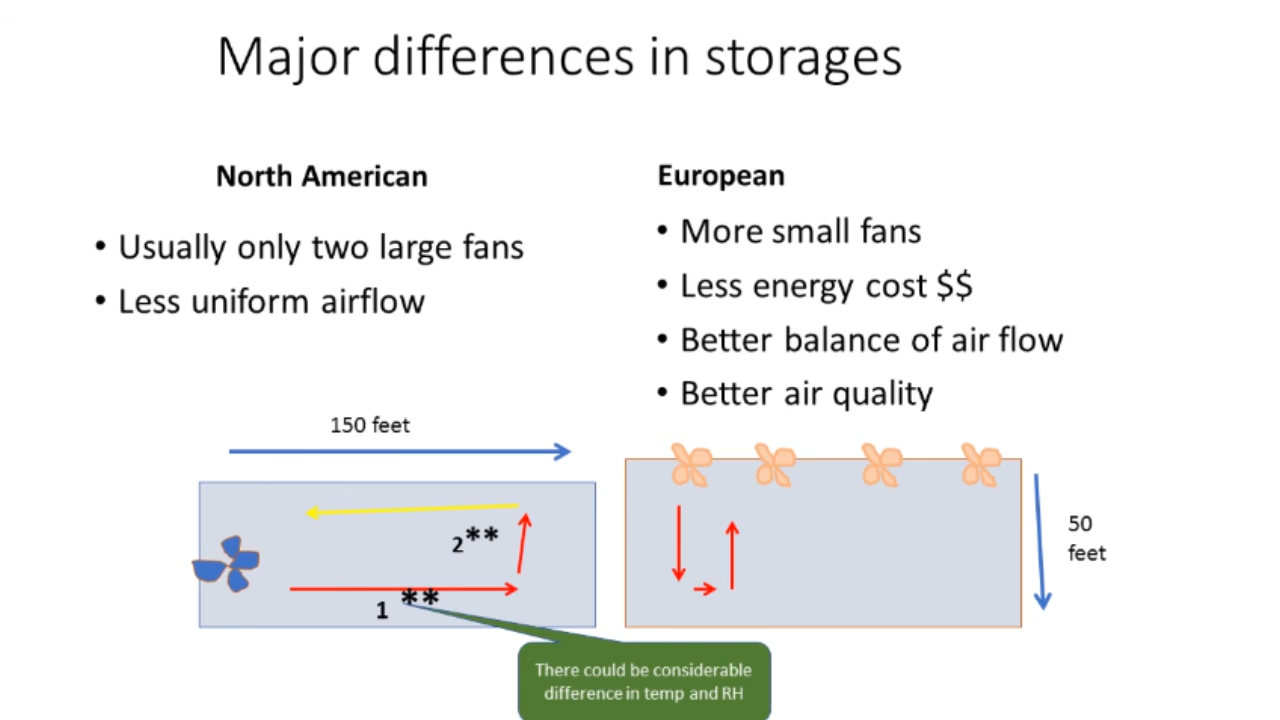 Major differences in storages
North American
• Usually only two large fans
• Less uniform airflow
European
• More small fans
• Less energy cost $$
• Better balance of air flow
• Better air quality
150 feet
2**
1 **
50
feet
There could be considerable
difference in temp and RH